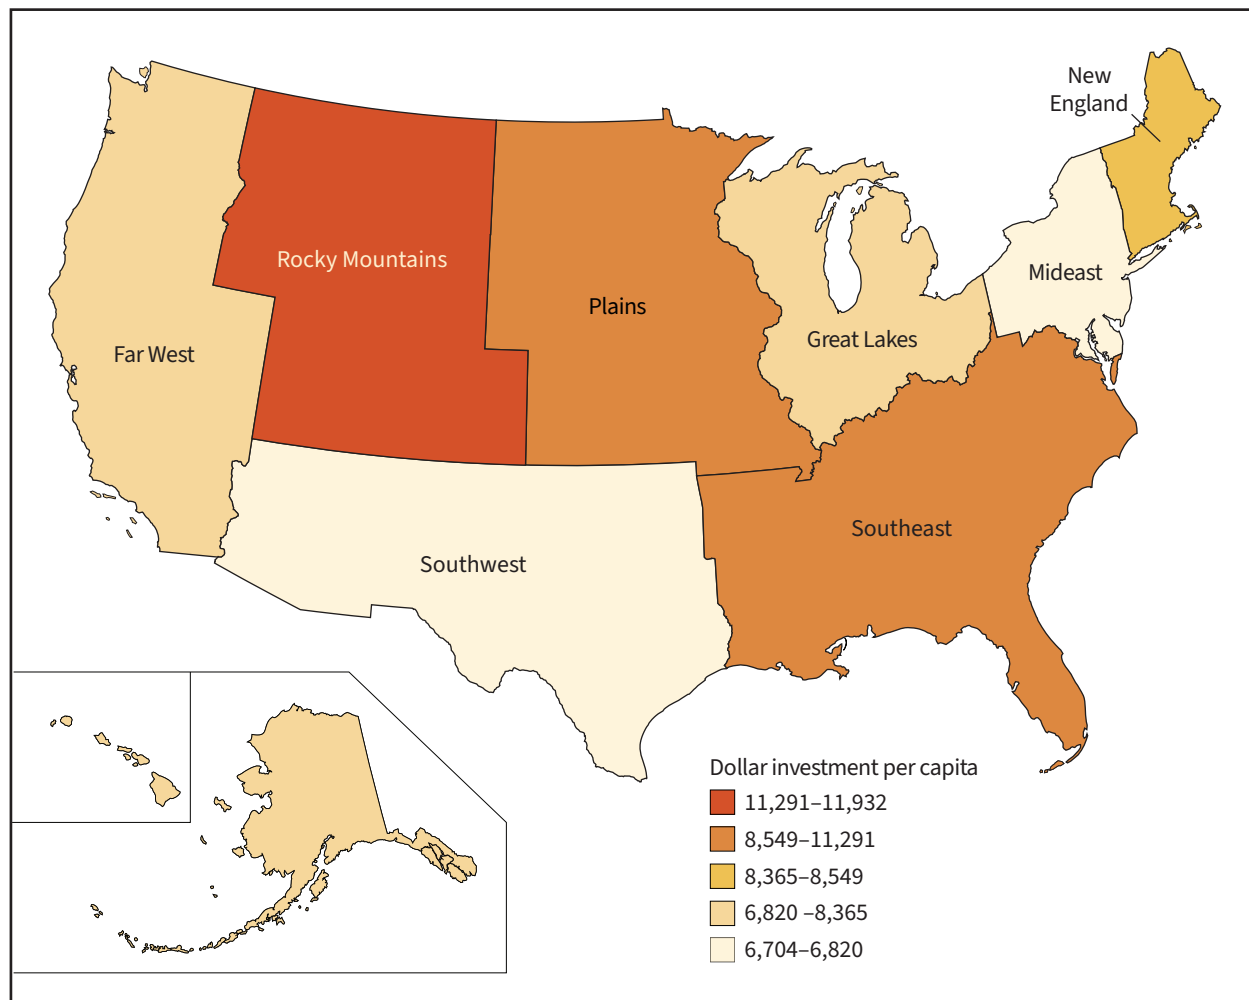 New
England
Rocky Mountains
Mideast
Plains
Great Lakes
Far West
Southeast
Southwest
Dollar investment per capita
11,291–11,932
8,549–11,291
8,365–8,549
6,820 –8,365
6,704–6,820